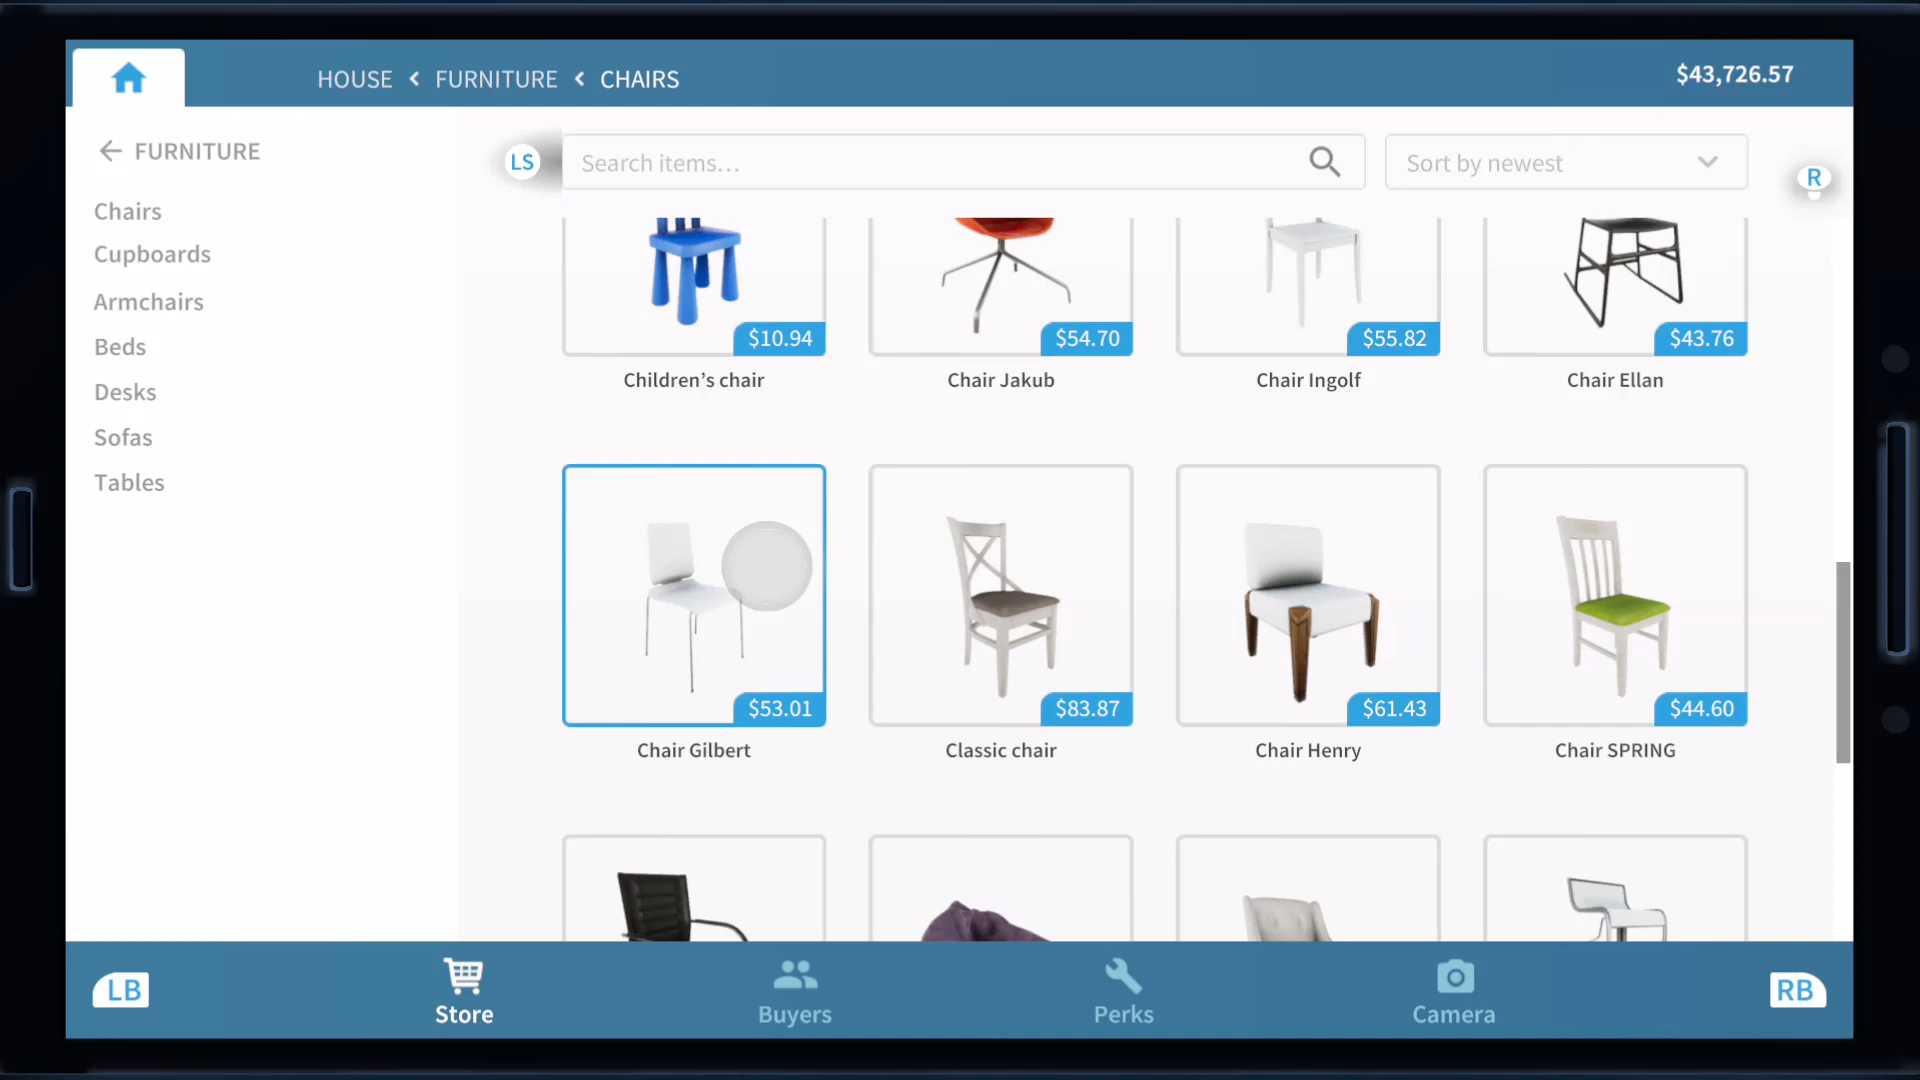 HOUSE < FURNITURE < CHAIRS
$43,726.57
FURNITURE
Chairs
Cupboards
Armchairs
Beds
Desks
Sofas
Tables
LS
Search items...
Sort by newest
R
$10.94
$54.70
$55.82
$43.76
Children’s chair
Chair Jakub
Chair Ingolf
Chair Ellan
$53.01
$83.87
$61.43
$44.60
Chair Gilbert
Classic chair
Chair Henry
Chair SPRING
LB
Store
Buyers
Perks
Camera
RB